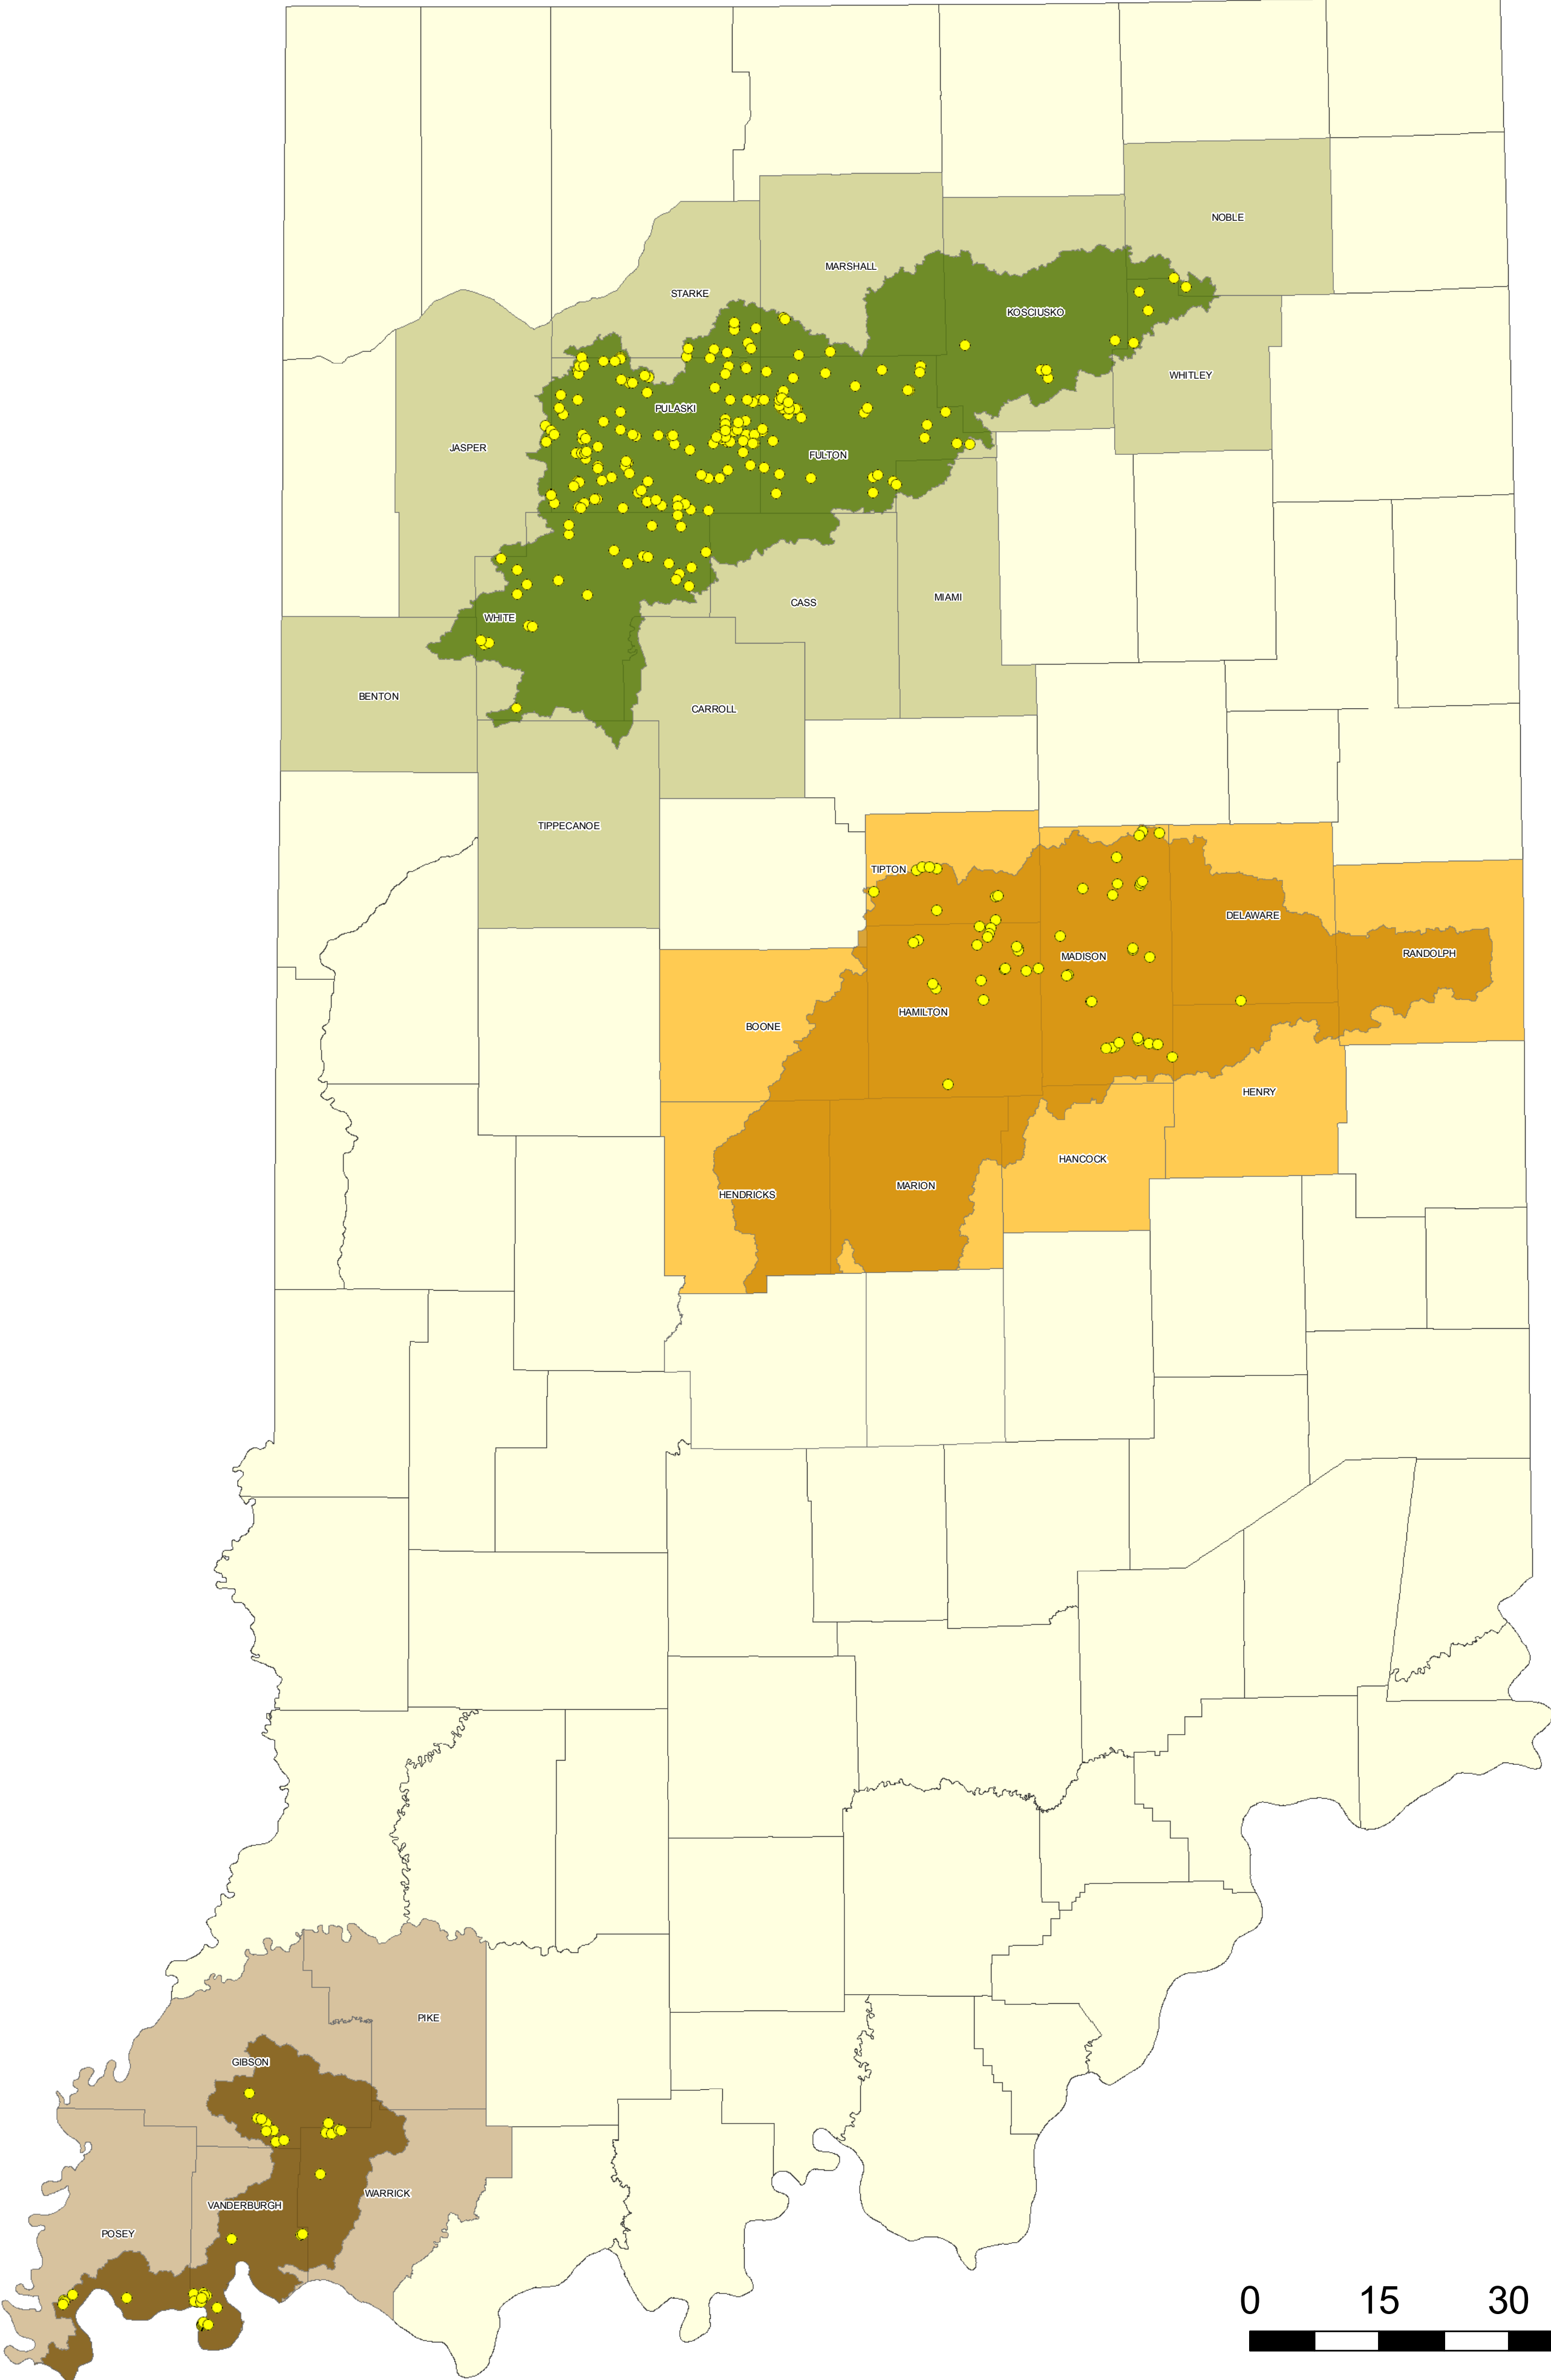 NOBLE
MARSHALL
STARKE
KOSCIUSKO
WHITLEY
PULASKI
JASPER
FULTON
MIAMI
CASS
WHITE
BENTON
CARROLL
TIPPECANOE
TIPTON
DELAWARE
RANDOLPH
MADISON
HAMILTON
BOONE
HENRY
HANCOCK
MARION
HENDRICKS
PIKE
GIBSON
WARRICK
VANDERBURGH
POSEY
0 15 30